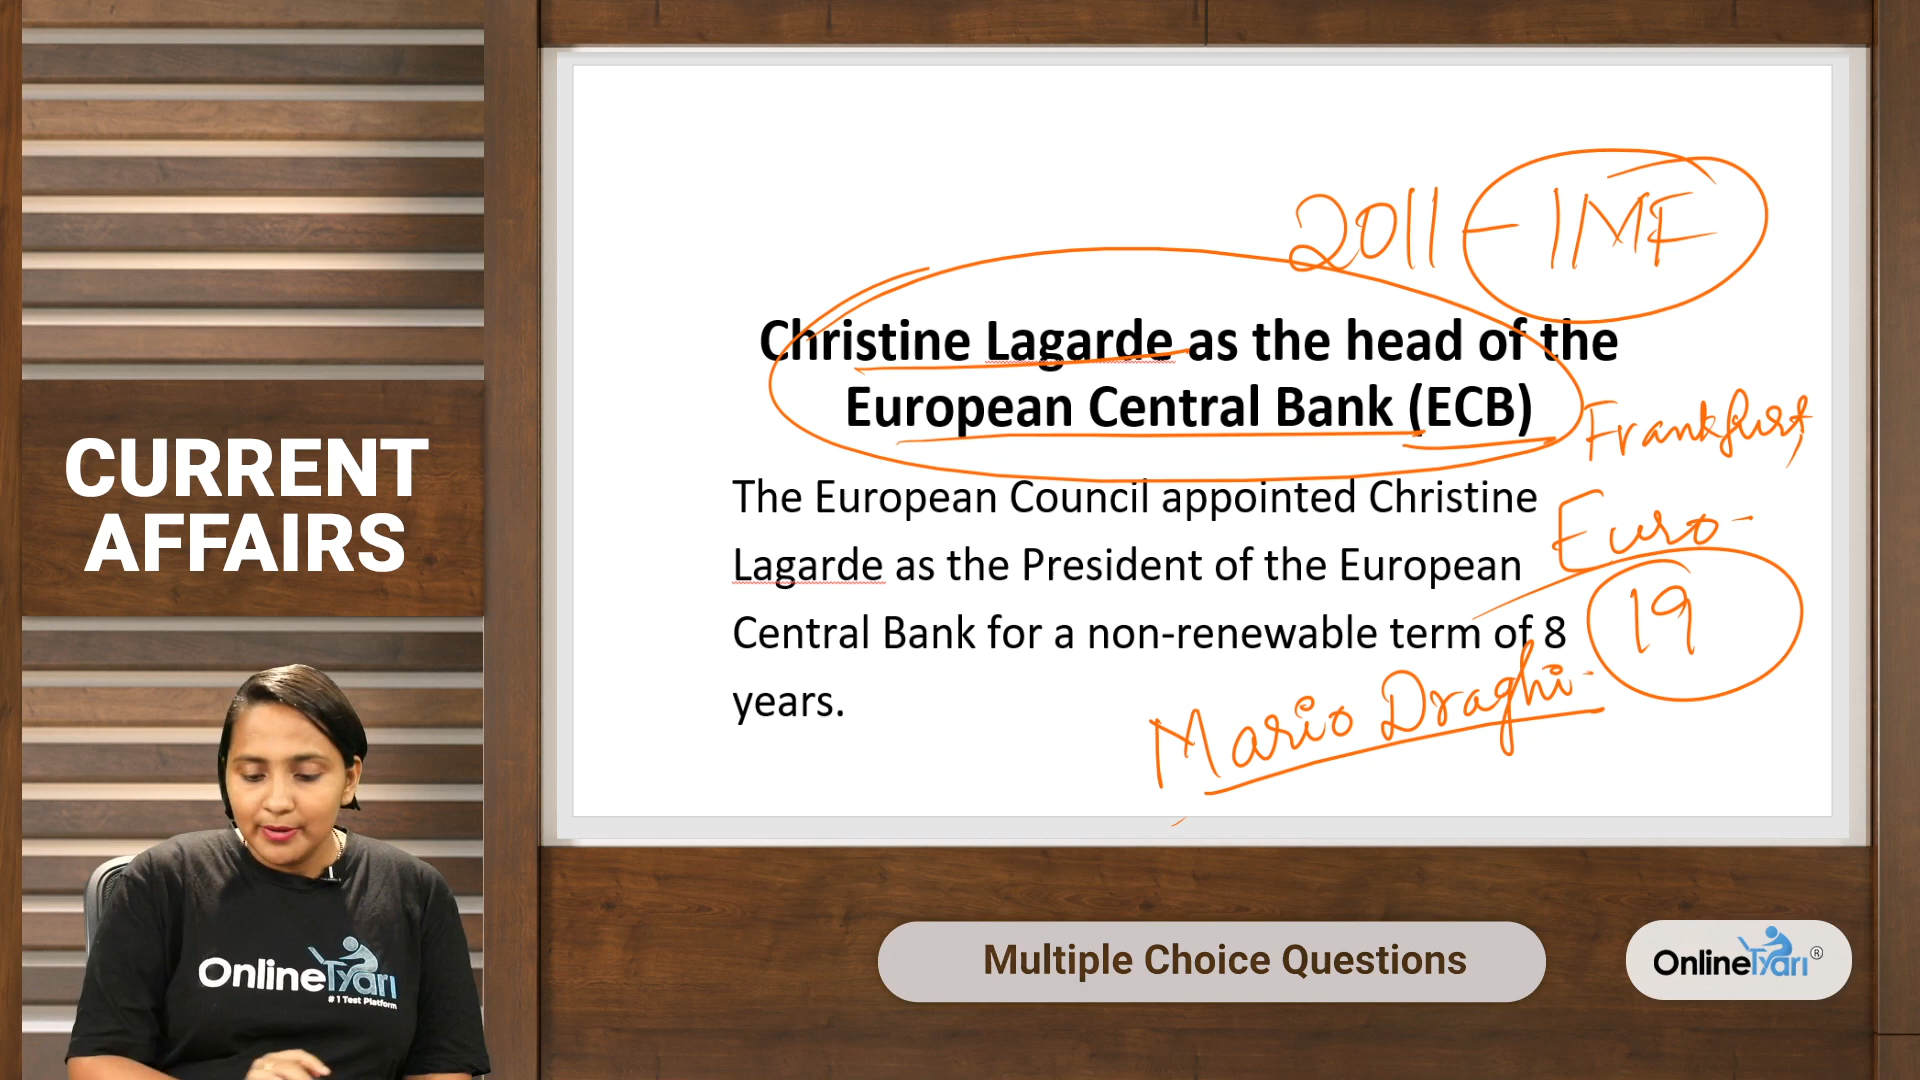 CURRENT
AFFAIRS
2011 - IMF
Christine Lagarde as the head of the
European Central Bank (ECB)
Frankfurt,
The European Council appointed Christine
Euro-
Lagarde as the President of the European
19
Central Bank for a non-renewable term of 8
years.
Mario Draghi-
OnlineTyari
#1 Test Platform
Multiple Choice Questions
OnlineTyari ®